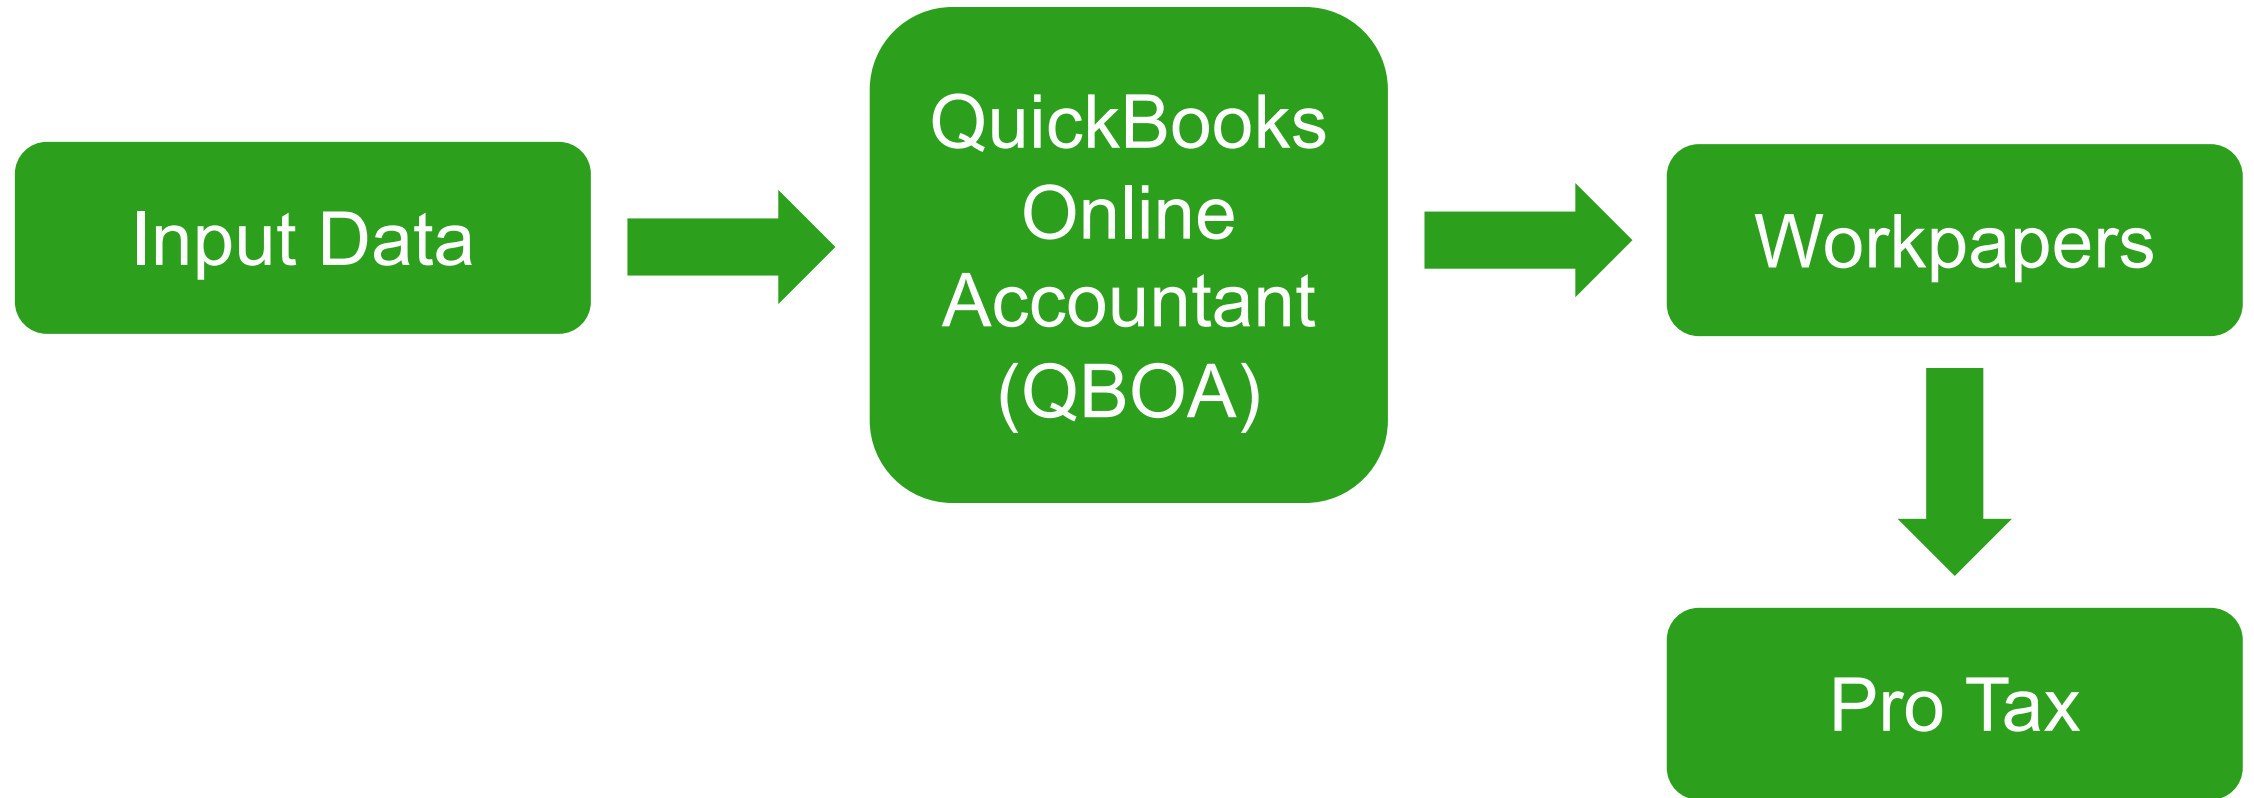 Input Data
QuickBooks
Online
Accountant
(QBOA)
Workpapers
Pro Tax